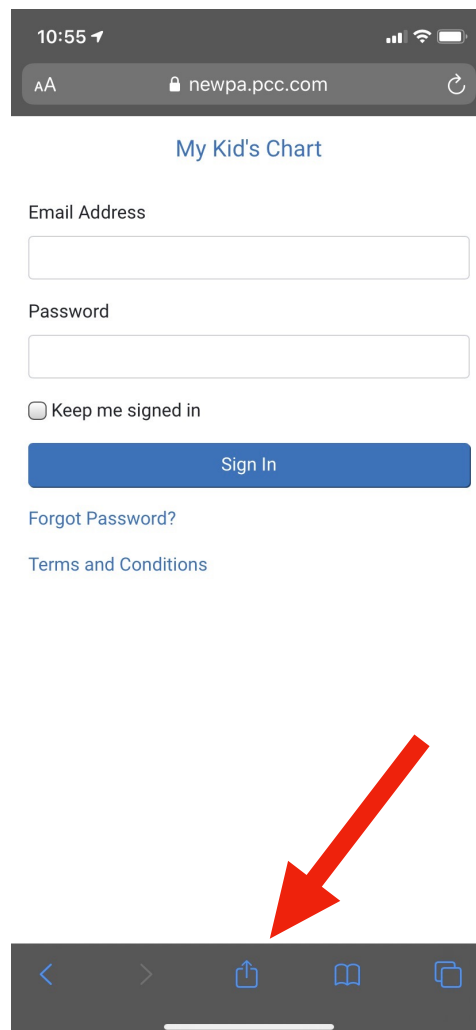 10:55
AA newpa.pcc.com
My Kid's Chart
Email Address
Password
Keep me signed in
Sign In
Forgot Password?
Terms and Conditions